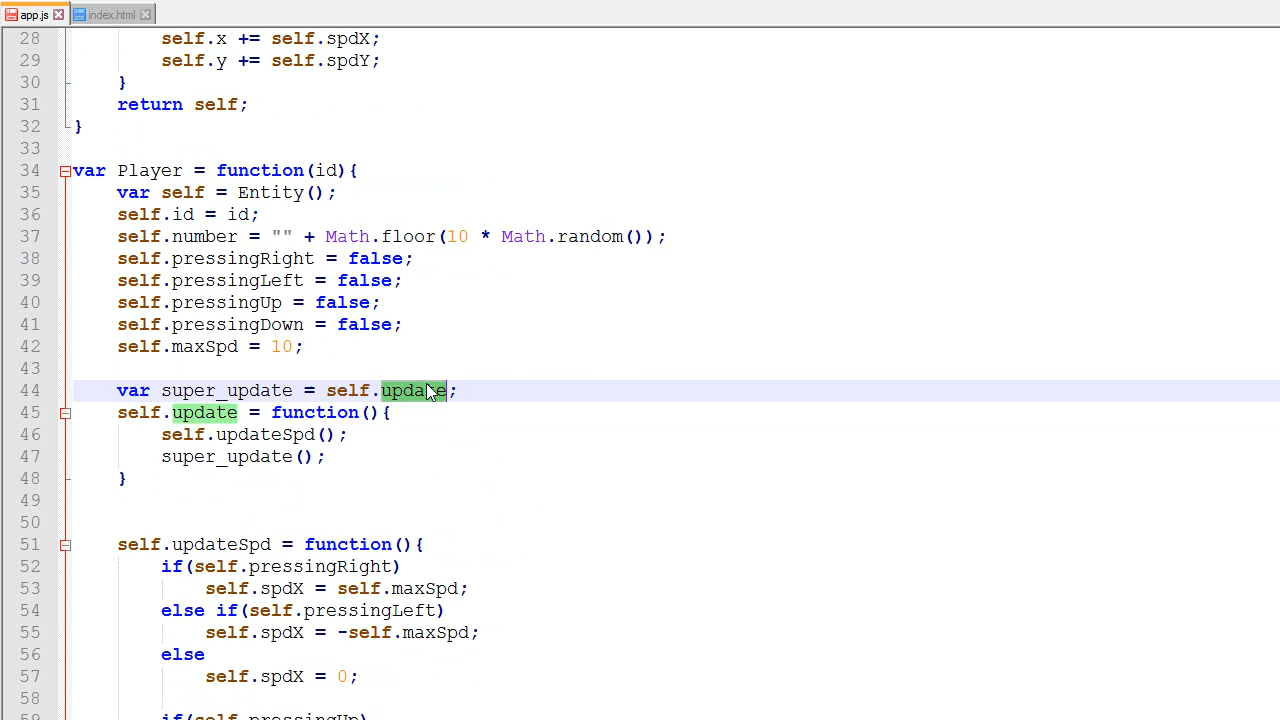 app.js index.html
28 self.x += self.spdX;
29 self.y += self.spdY;
30 }
31 return self;
32 }
33
34 var Player = function(id){
35 var self = Entity();
36 self.id = id;
37 self.number = "" + Math.floor(10 * Math.random());
38 self.pressingRight = false;
39 self.pressingLeft = false;
40 self.pressingUp = false;
41 self.pressingDown = false;
42 self.maxSpd = 10;
43
44 var super_update = self.update;
45 self.update = function(){
46 self.updateSpd();
47 super_update();
48 }
49
50
51 self.updateSpd = function(){
52 if(self.pressingRight)
53 self.spdX = self.maxSpd;
54 else if(self.pressingLeft)
55 self.spdX = -self.maxSpd;
56 else
57 self.spdX = 0;
58
59 if(self.pressingUp)